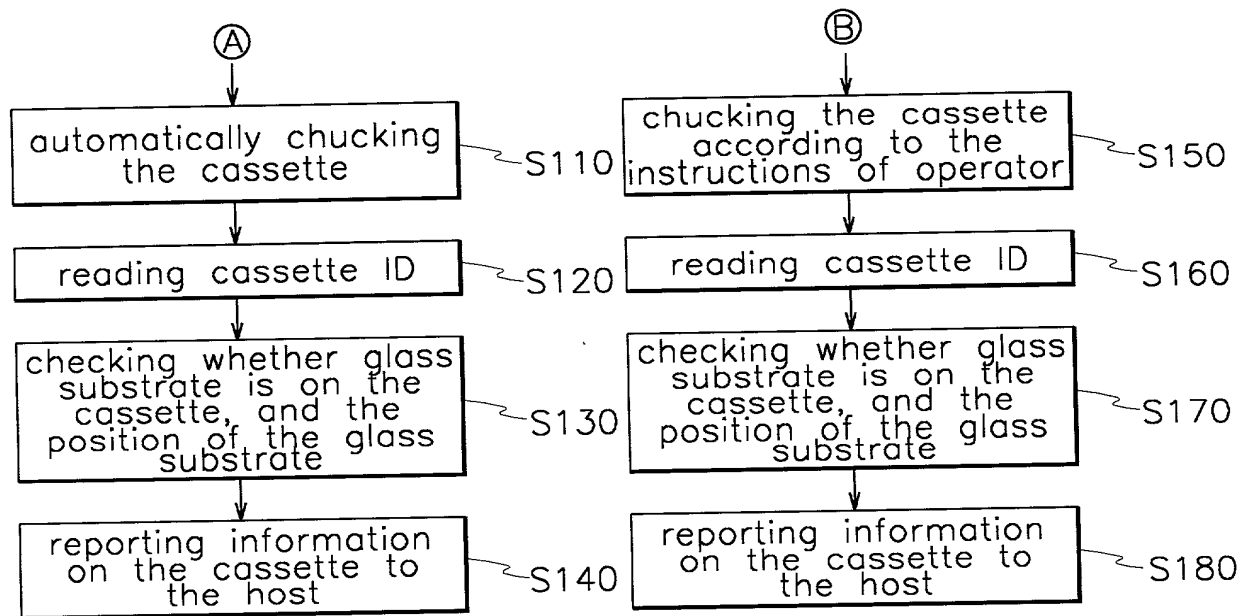 A
automatically chucking
the cassette
S110
reading cassette ID
S120
checking whether glass
substrate is on the
cassette, and the
position of the glass
substrate
S130
reporting information
on the cassette to
the host
S140
B
chucking the cassette
according to the
instructions of operator
S150
reading cassette ID
S160
checking whether glass
substrate is on the
cassette, and the
position of the glass
substrate
S170
reporting information
on the cassette to
the host
S180